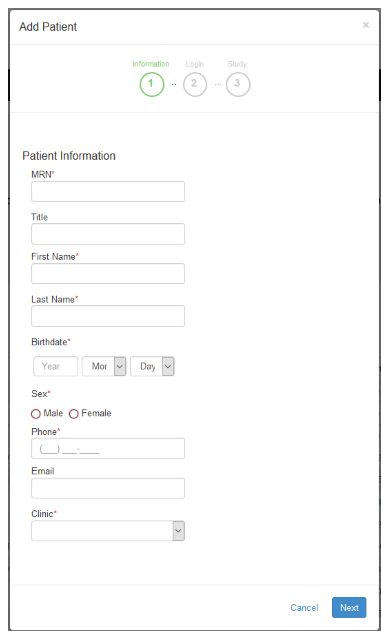 Add Patient ×
Information Login Study
1 ·· 2 ··· 3
Patient Information
MRN*
Title
First Name*
Last Name*
Birthdate*
Year Mor Day
Sex*
Male Female
Phone*
(___) ___-____
Email
Clinic*
Cancel Next